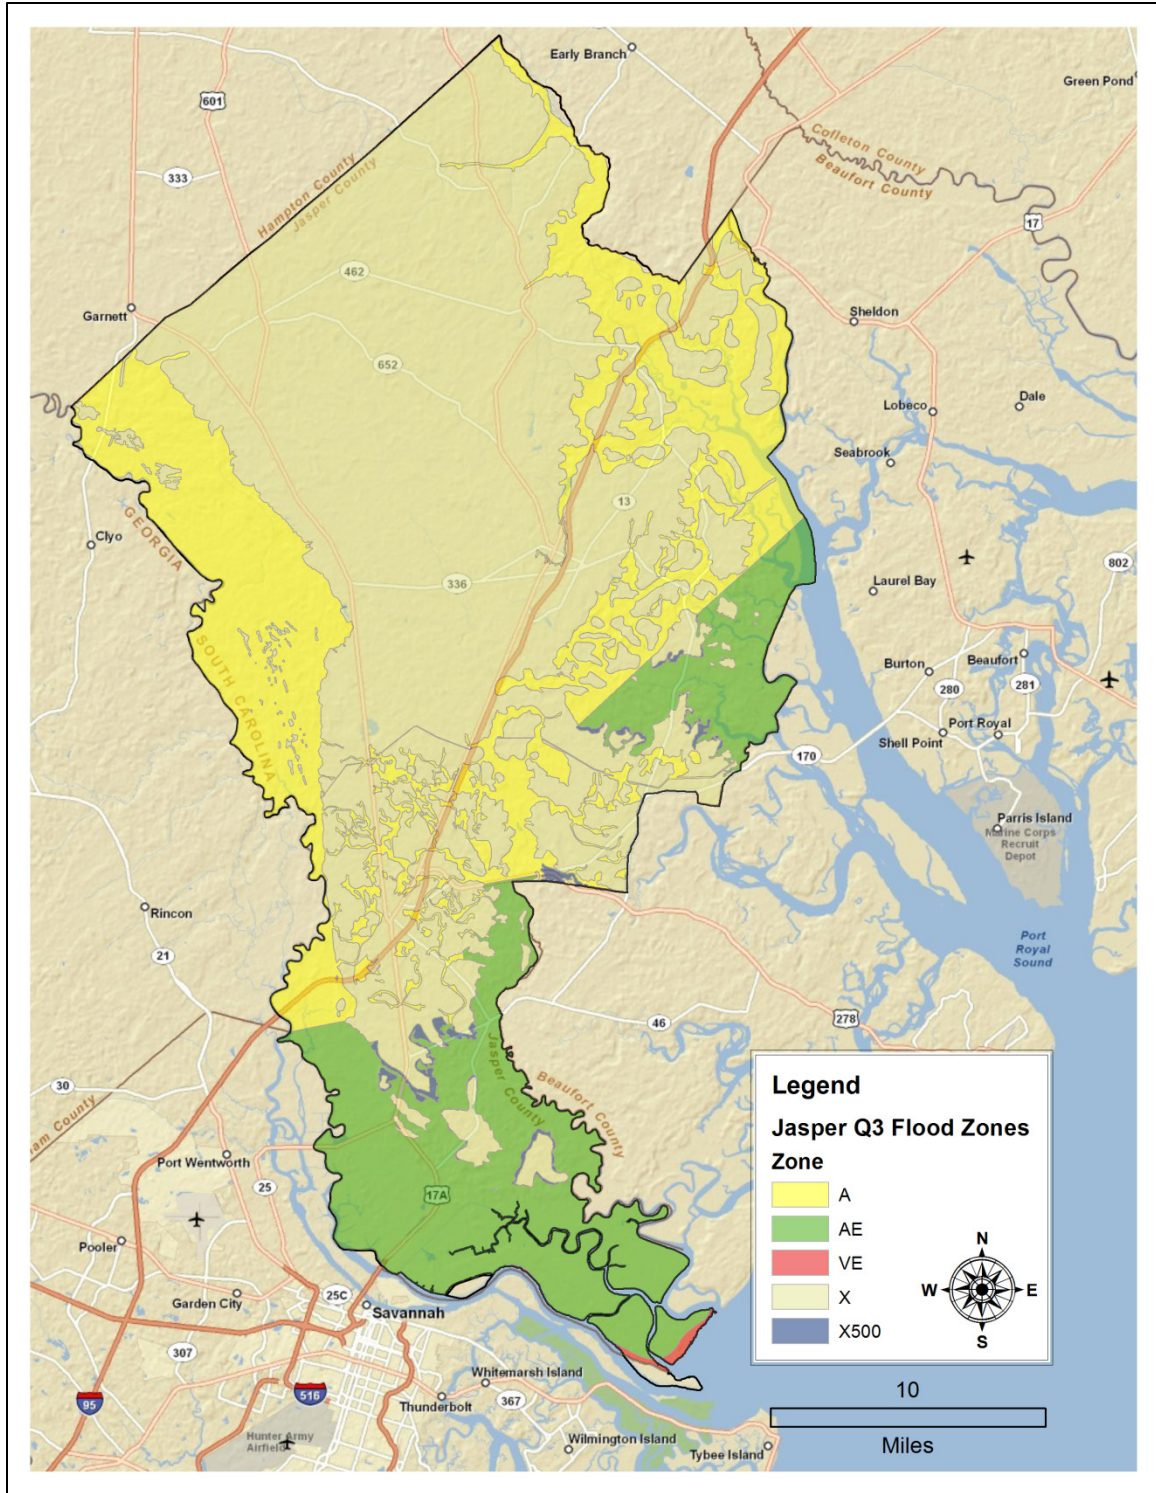 Early Branch
Green Pond
601
Colleton County
Beaufort County
333
Hampton County
Jasper County
17
462
Garnett
Sheldon
652
Dale
Lobeco
Seabrook
13
GEORGIA
Clyo
802
336
Laurel Bay
SOUTH CAROLINA
Burton
Beaufort
280
281
Port Royal
Shell Point
170
Parris Island
Marine Corps
Recruit
Depot
Rincon
21
Port
Royal
Sound
46
278
Jasper County
Beaufort County
30
ham County
Port Wentworth
25
17A
Pooler
Garden City
25C
Savannah
307
Whitemarsh Island
95
516
Thunderbolt
367
Hunter Army
Airfield
Wilmington Island
Tybee Island
Legend
Jasper Q3 Flood Zones
Zone
A
AE
VE
X
X500
N
W
E
S
10
Miles